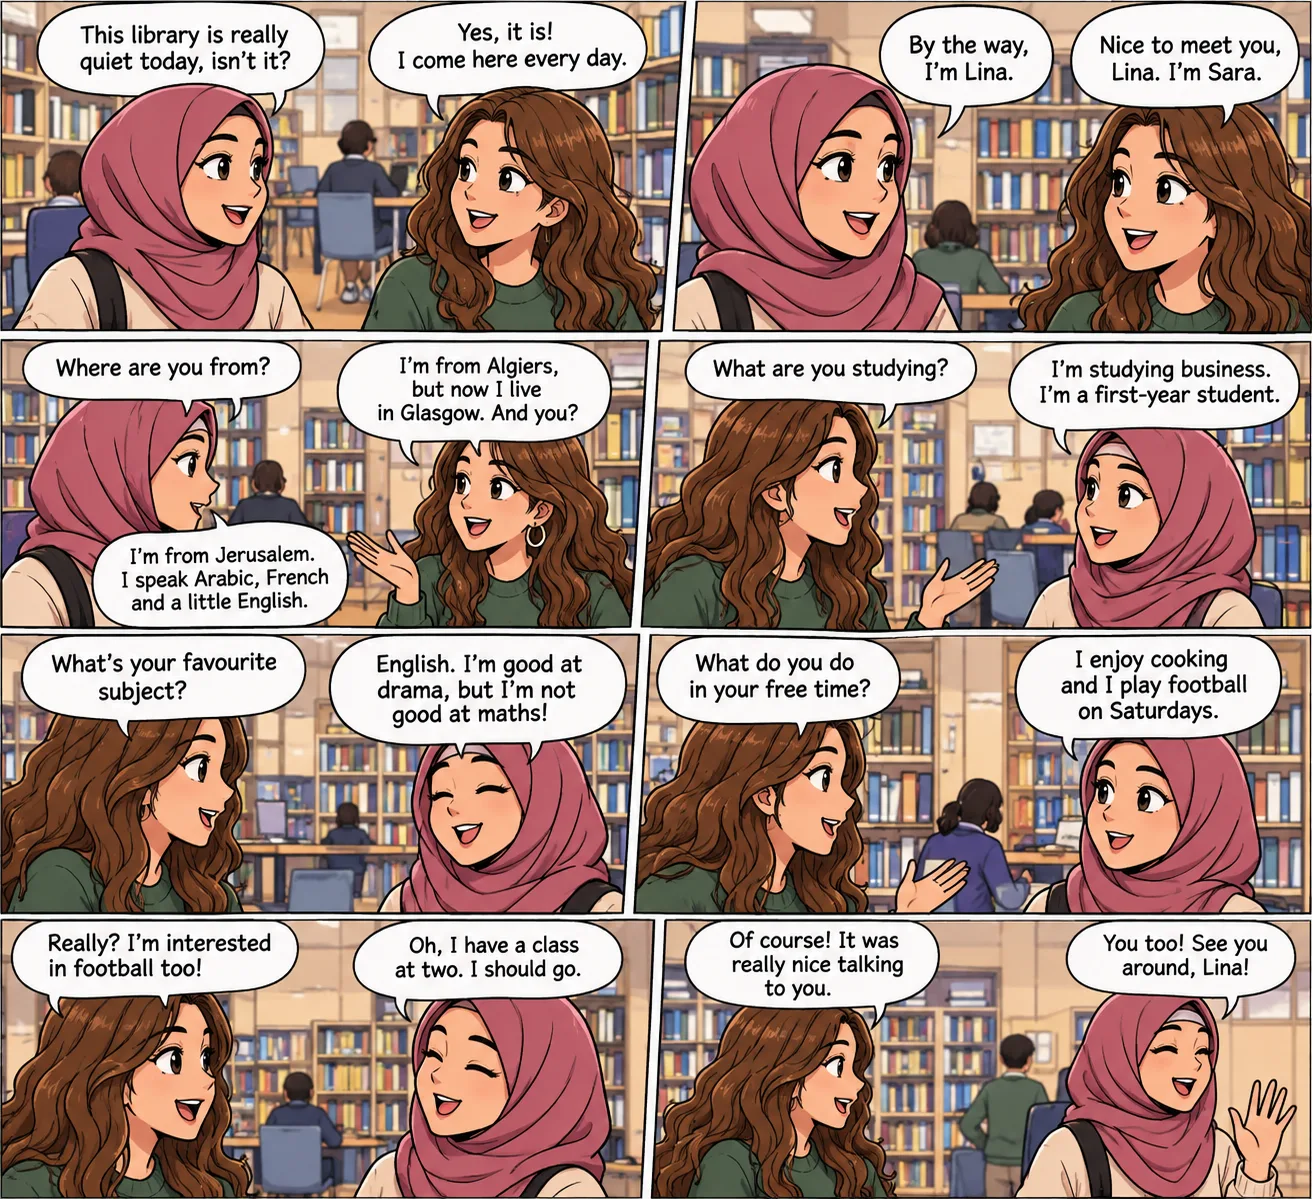 This library is really
quiet today, isn't it?
Yes, it is!
I come here every day.
By the way,
I'm Lina.
Nice to meet you,
Lina. I'm Sara.
Where are you from?
I'm from Algiers,
but now I live
in Glasgow. And you?
I'm from Jerusalem.
I speak Arabic, French
and a little English.
What are you studying?
I'm studying business.
I'm a first-year student.
What's your favourite
subject?
English. I'm good at
drama, but I'm not
good at maths!
What do you do
in your free time?
I enjoy cooking
and I play football
on Saturdays.
Really? I'm interested
in football too!
Oh, I have a class
at two. I should go.
Of course! It was
really nice talking
to you.
You too! See you
around, Lina!